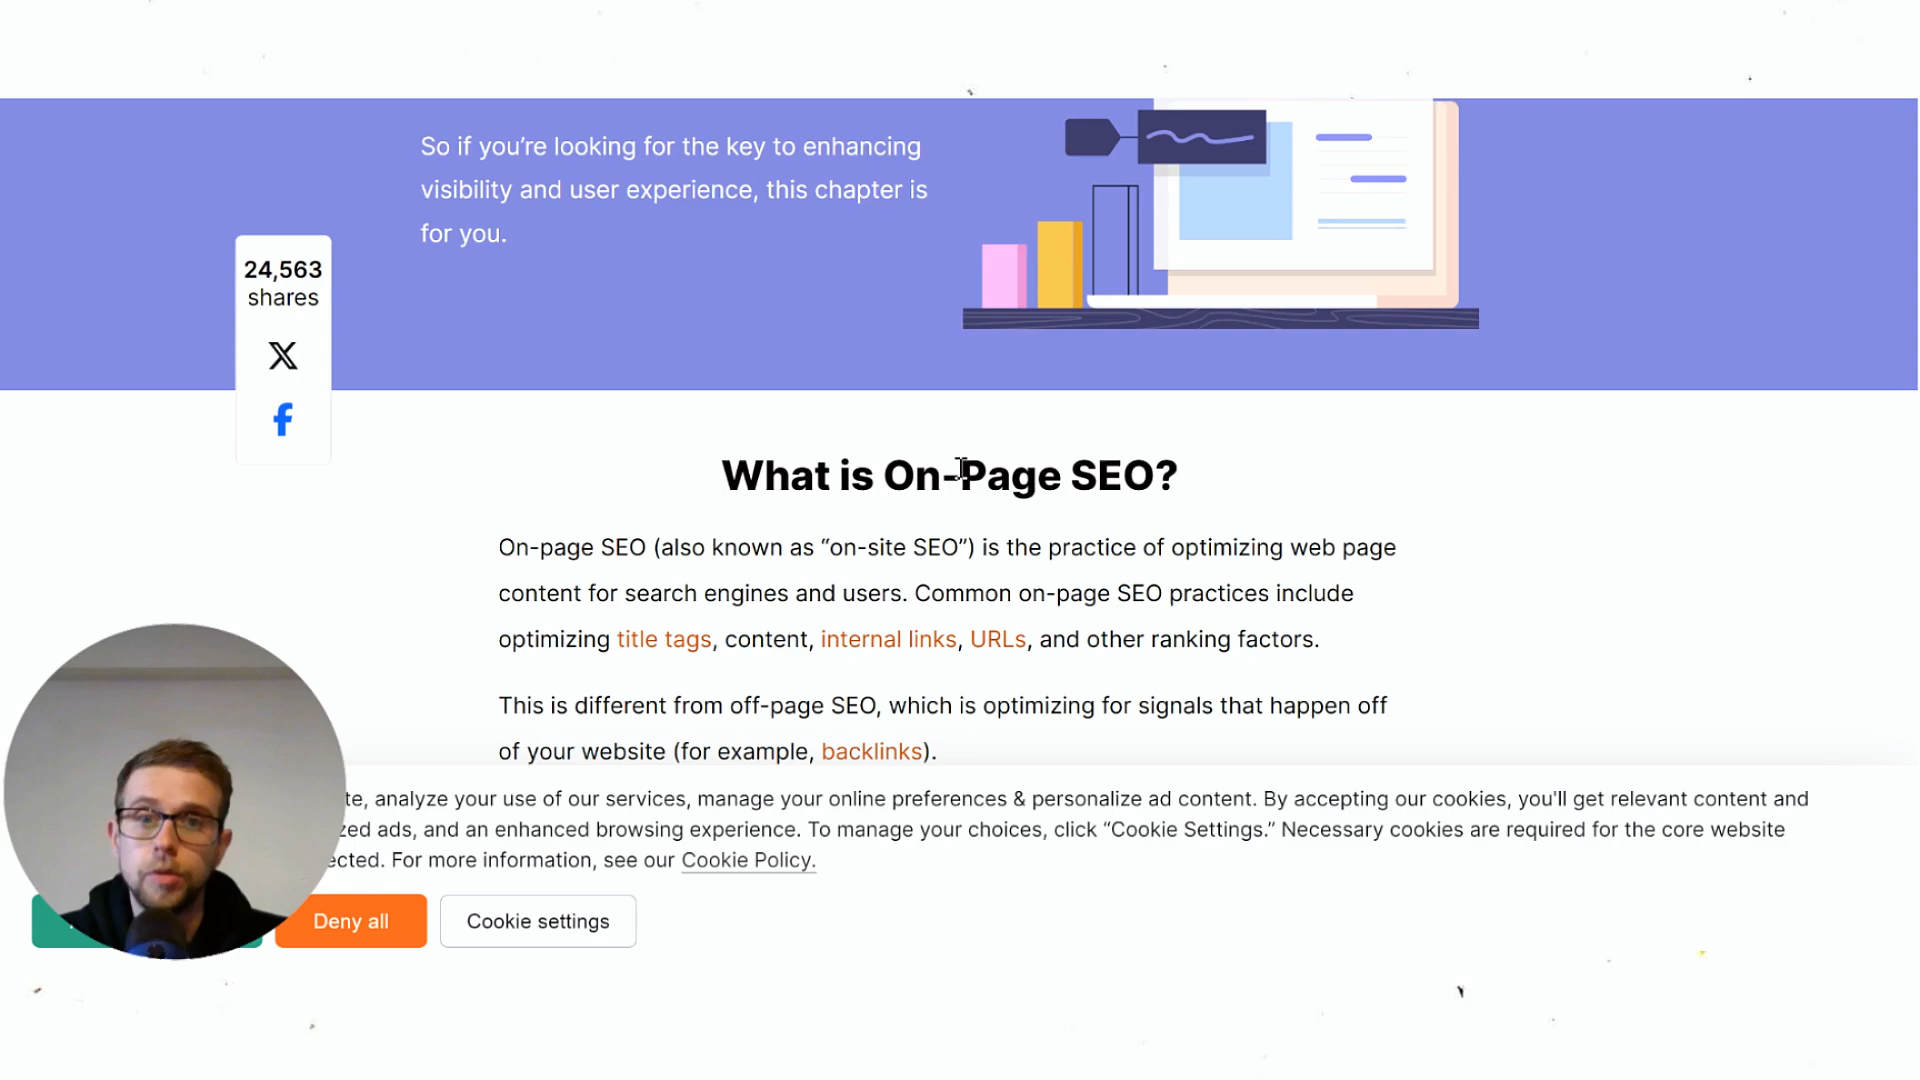 So if you’re looking for the key to enhancing
visibility and user experience, this chapter is
for you.
24,563
shares
What is On-Page SEO?
On-page SEO (also known as “on-site SEO”) is the practice of optimizing web page
content for search engines and users. Common on-page SEO practices include
optimizing title tags, content, internal links, URLs, and other ranking factors.
This is different from off-page SEO, which is optimizing for signals that happen off
of your website (for example, backlinks).
analyze your use of our services, manage your online preferences & personalize ad content. By accepting our cookies, you'll get relevant content and
ads, and an enhanced browsing experience. To manage your choices, click “Cookie Settings.” Necessary cookies are required for the core website
For more information, see our Cookie Policy.
Deny all
Cookie settings